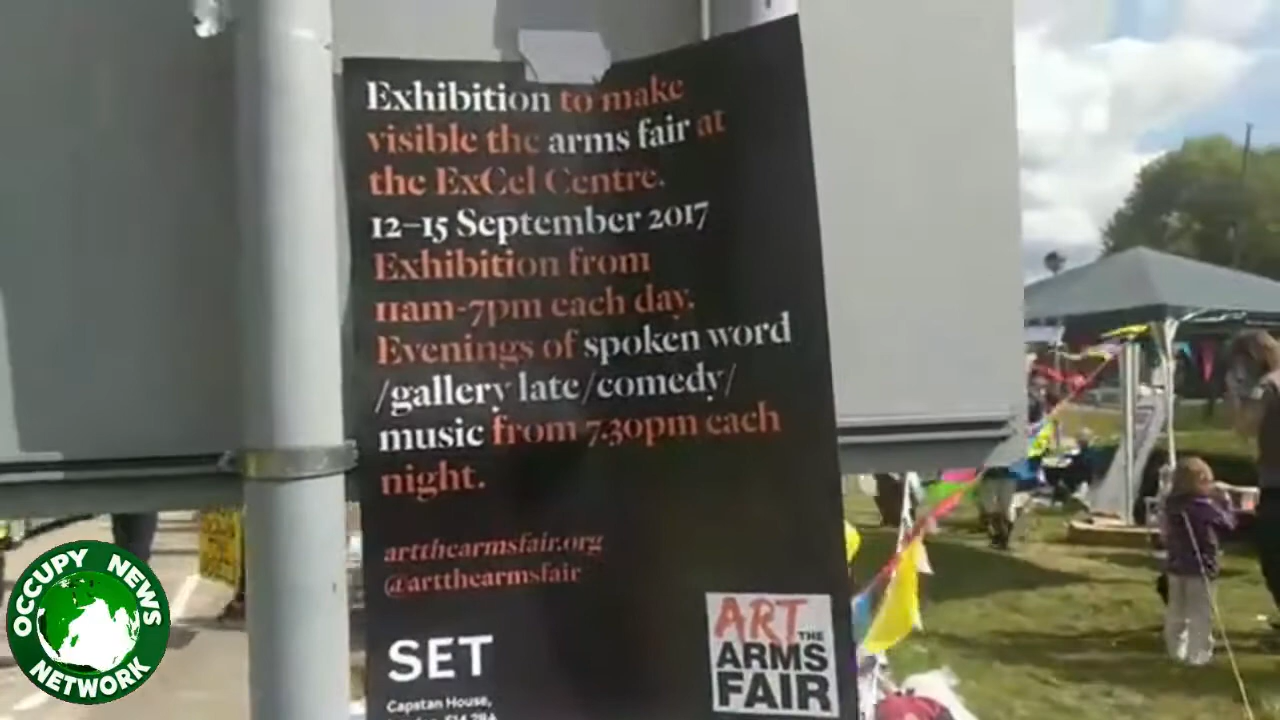 Exhibition to make
visible the arms fair at
the ExCel Centre.
12–15 September 2017
Exhibition from
11am-7pm each day.
Evenings of spoken word
/gallery late/comedy/
music from 7.30pm each
night.
artthearmsfair.org
@artthearmsfair
SET
Capstan House,
ART THE
ARMS
FAIR
OCCUPY NEWS
NETWORK